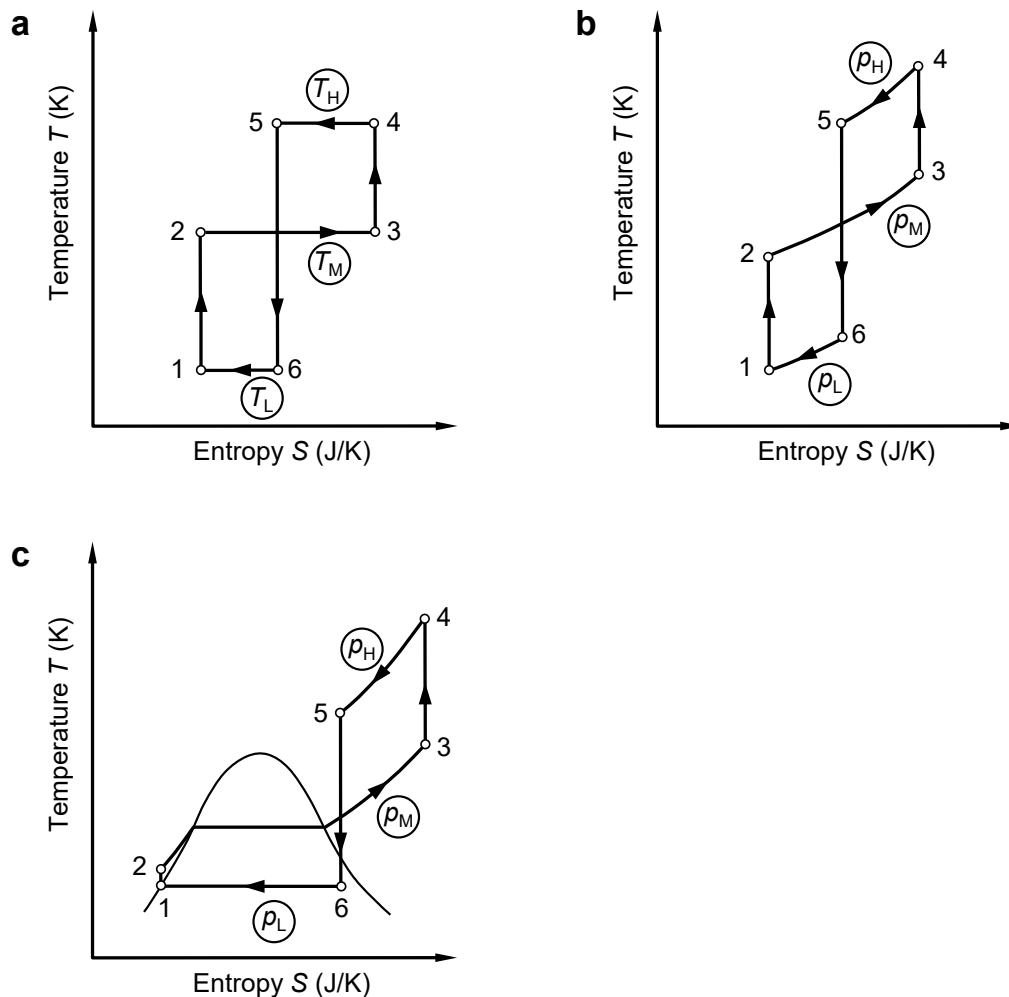 a
Temperature T (K)
T_H
5
4
2
3
T_M
1
6
T_L
Entropy S (J/K)
b
Temperature T (K)
p_H
4
5
3
2
p_M
6
1
p_L
Entropy S (J/K)
c
Temperature T (K)
4
p_H
5
3
p_M
2
1
6
p_L
Entropy S (J/K)